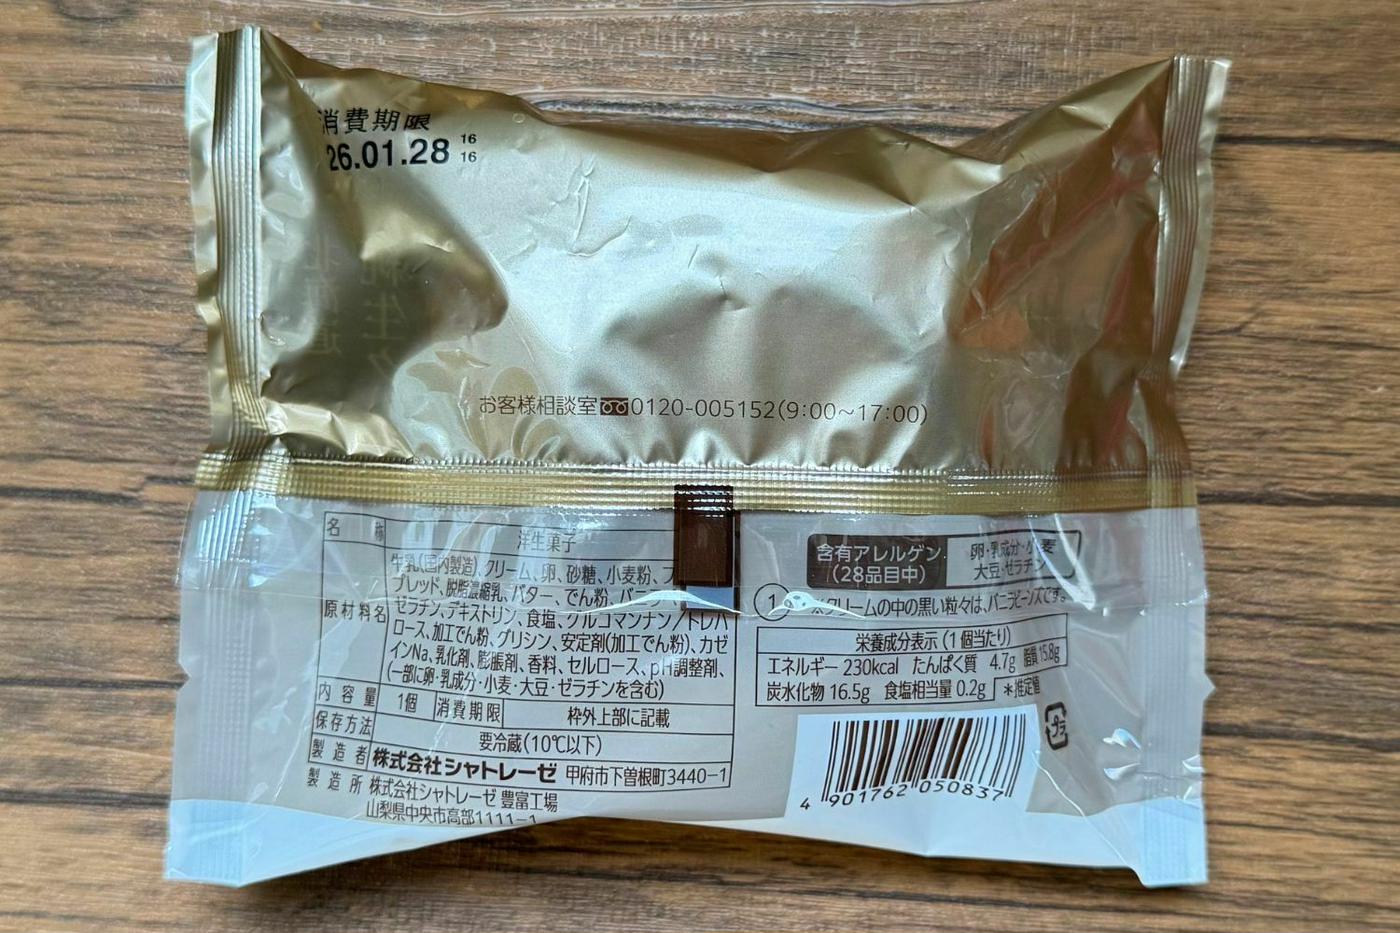 消費期限
26.01.28
16
16
お客様相談室 0120-005152(9:00～17:00)
名 称 洋生菓子
原材料名
牛乳(国内製造)、クリーム、卵、砂糖、小麦粉、フ
ブレッド、脱脂濃縮乳、バター、でん粉、バニラ
ゼラチン、デキストリン、食塩、グルコマンナン／トレハ
ロース、加工でん粉、グリシン、安定剤(加工でん粉)、カゼ
インNa、乳化剤、膨脹剤、香料、セルロース、pH調整剤、
(一部に卵・乳成分・小麦・大豆・ゼラチンを含む)
内容量 1個 消費期限 枠外上部に記載
保存方法 要冷蔵(10℃以下)
製造者 株式会社シャトレーゼ 甲府市下曽根町3440-1
製造所 株式会社シャトレーゼ 豊富工場
山梨県中央市高部1111-1
含有アレルゲン
(28品目中)
卵・乳成分・小麦
大豆・ゼラチン
1 ※クリームの中の黒い粒々は、バニラビーンズです。
栄養成分表示(1個当たり)
エネルギー 230kcal たんぱく質 4.7g 脂質 15.8g
炭水化物 16.5g 食塩相当量 0.2g *推定値
プラ
4 901762 050837